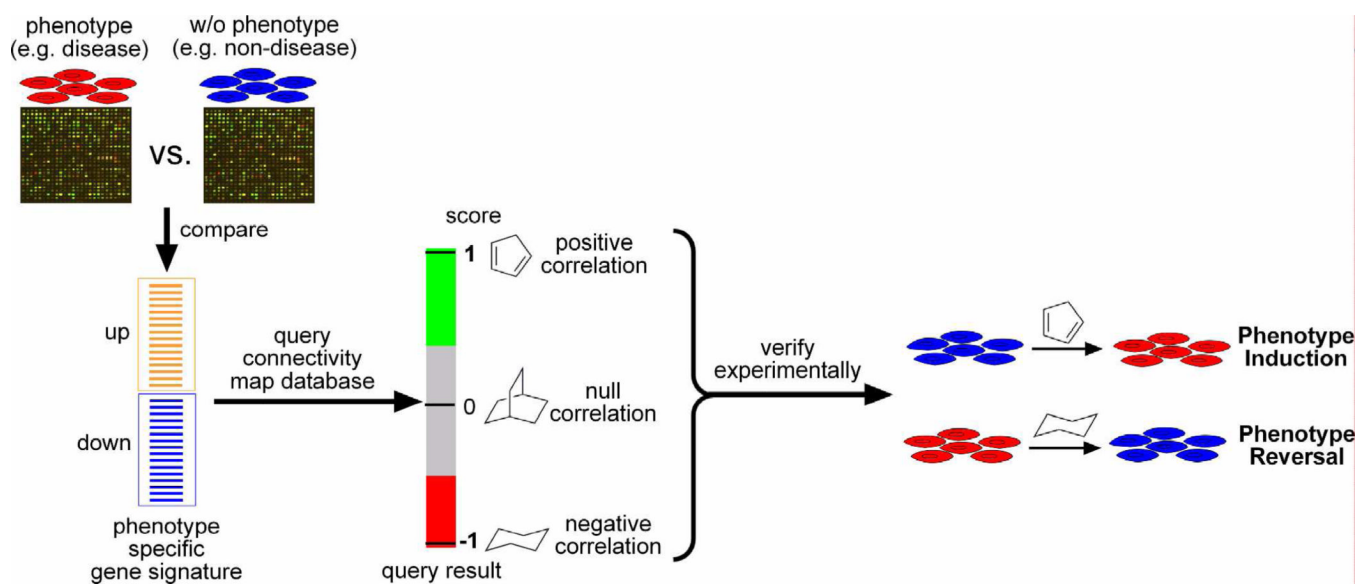 phenotype
(e.g. disease)
w/o phenotype
(e.g. non-disease)
vs.
compare
up
down
phenotype
specific
gene signature
query
connectivity
map database
score
1
positive
correlation
0
null
correlation
-1
negative
correlation
query result
verify
experimentally
Phenotype
Induction
Phenotype
Reversal